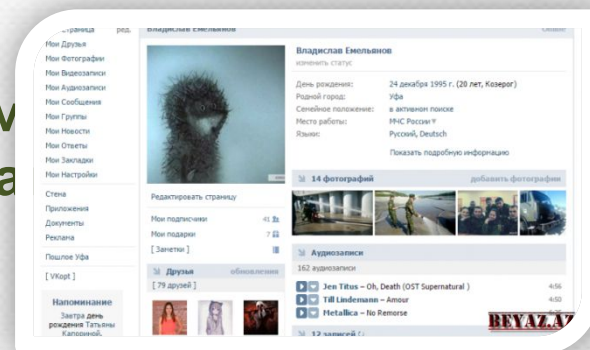 Страница ред.
Мои Друзья
Мои Фотографии
Мои Видеозаписи
Мои Аудиозаписи
Мои Сообщения
Мои Группы
Мои Новости
Мои Ответы
Мои Закладки
Мои Настройки
Стена
Приложения
Документы
Реклама
Пошлое Уфа
[ VKopt ]
Напоминание
Завтра день
рождения Татьяны
Владислав Емельянов
Online
Редактировать страницу
Мои подписчики 41
Мои подарки 7
[ Заметки ]
Друзья обновления
[ 79 друзей ]
Владислав Емельянов
изменить статус
День рождения: 24 декабря 1995 г. (20 лет, Козерог)
Родной город: Уфа
Семейное положение: в активном поиске
Место работы: МЧС России
Языки: Русский, Deutsch
Показать подробную информацию
14 фотографий добавить фотографии
Аудиозаписи
162 аудиозаписи
Jen Titus – Oh, Death (OST Supernatural ) 4:56
Till Lindemann – Amour 4:50
Metallica – No Remorse
12 записей
BEYAZ.AZ